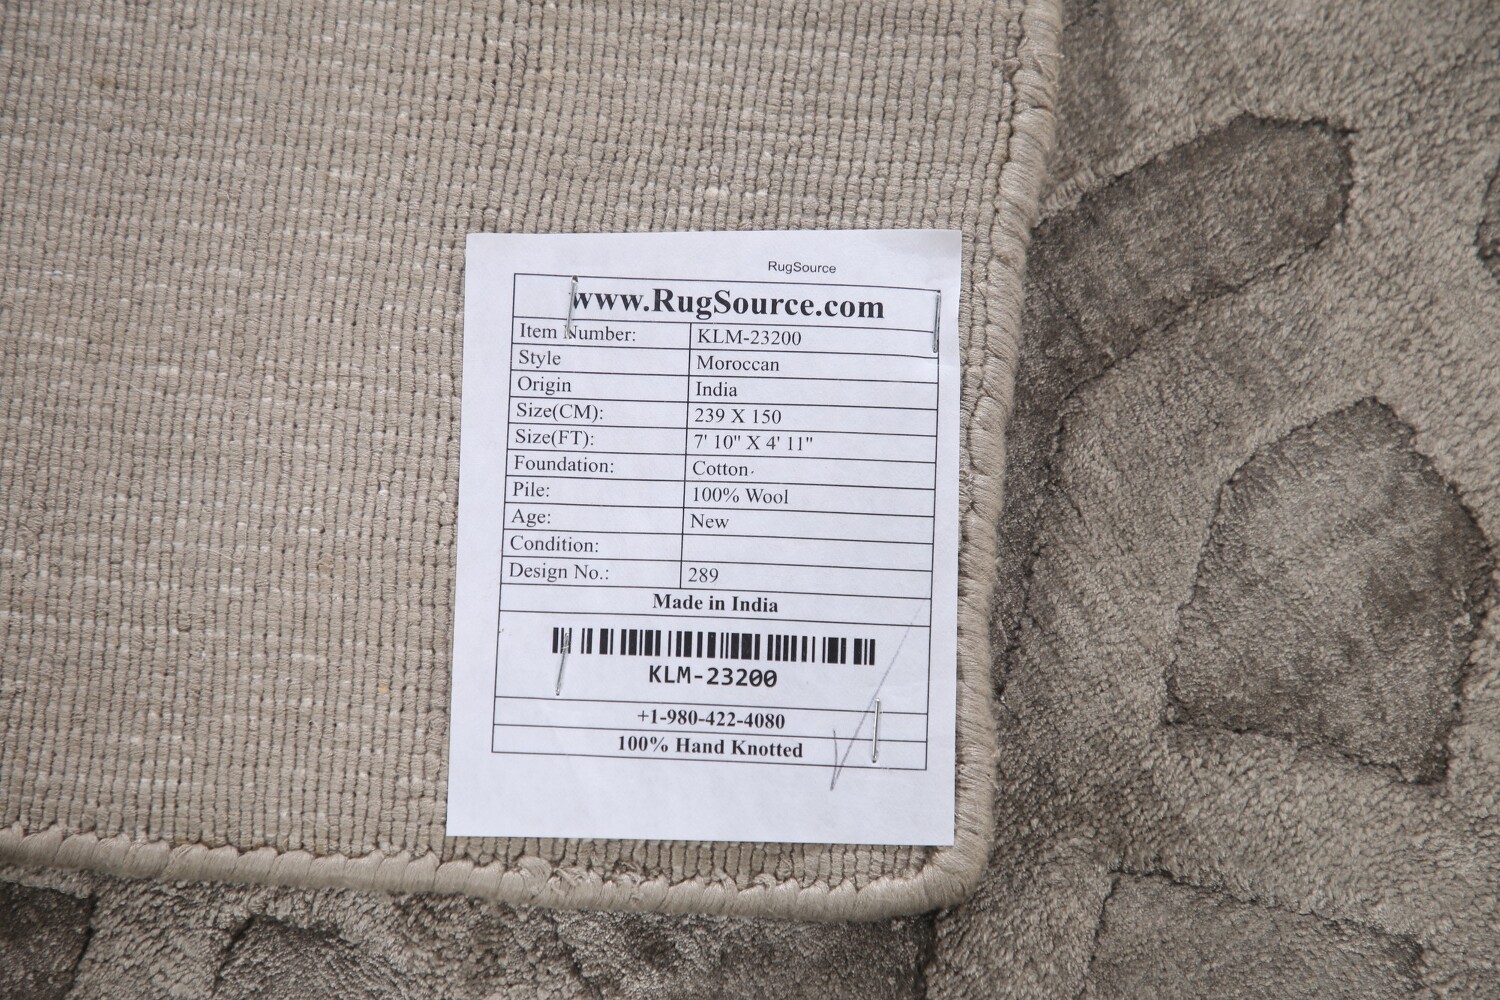 RugSource
www.RugSource.com
Item Number: KLM-23200
Style Moroccan
Origin India
Size(CM): 239 X 150
Size(FT): 7' 10" X 4' 11"
Foundation: Cotton
Pile: 100% Wool
Age: New
Condition:
Design No.: 289
Made in India
KLM-23200
+1-980-422-4080
100% Hand Knotted